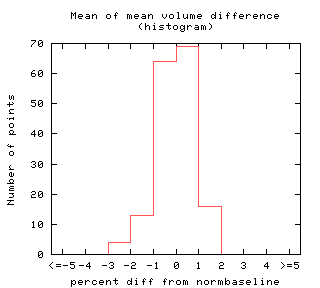 Mean of mean volume difference
(histogram)
70
60
50
40
30
20
10
0
Number of points
<=-5 -4 -3 -2 -1 0 1 2 3 4 >=5
percent diff from normbaseline